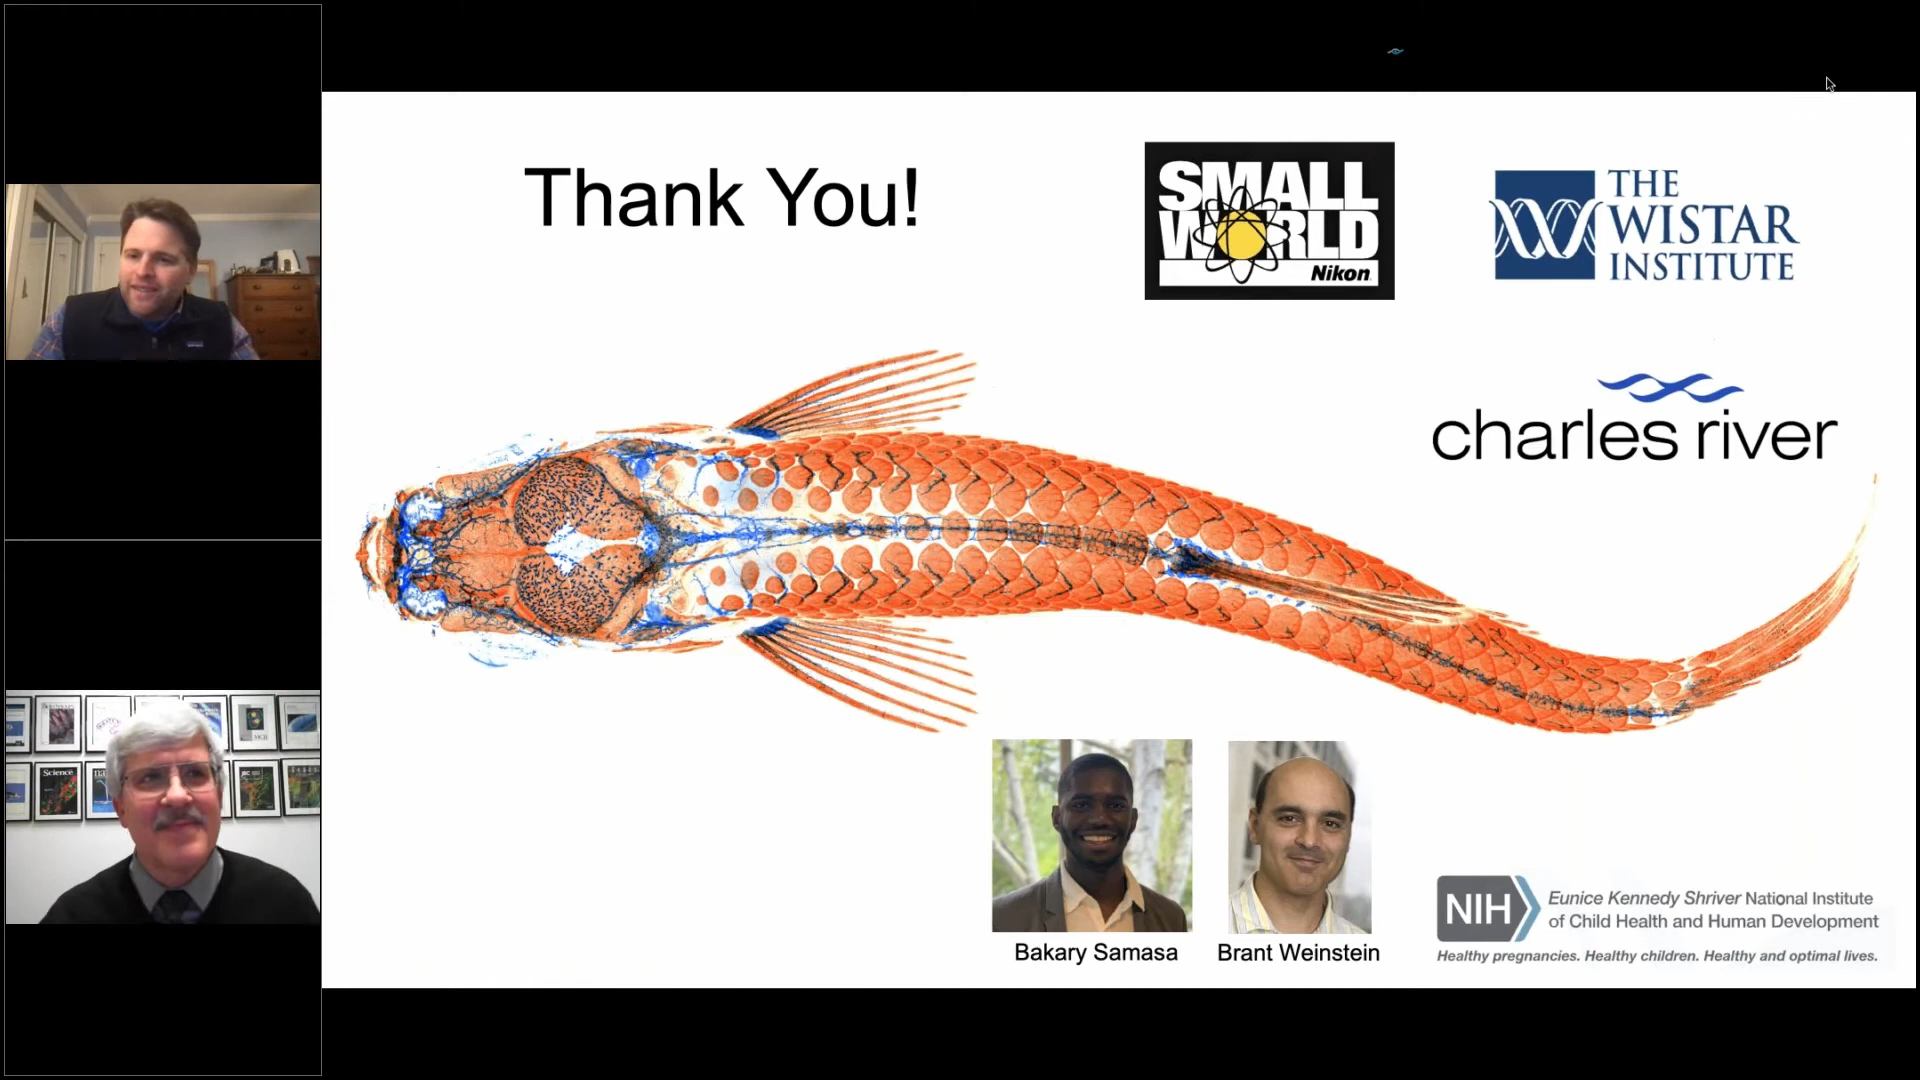 Thank You!
SMALL
WORLD
Nikon
THE
WISTAR
INSTITUTE
charles river
Science
Bakary Samasa
Brant Weinstein
NIH
Eunice Kennedy Shriver National Institute
of Child Health and Human Development
Healthy pregnancies. Healthy children. Healthy and optimal lives.